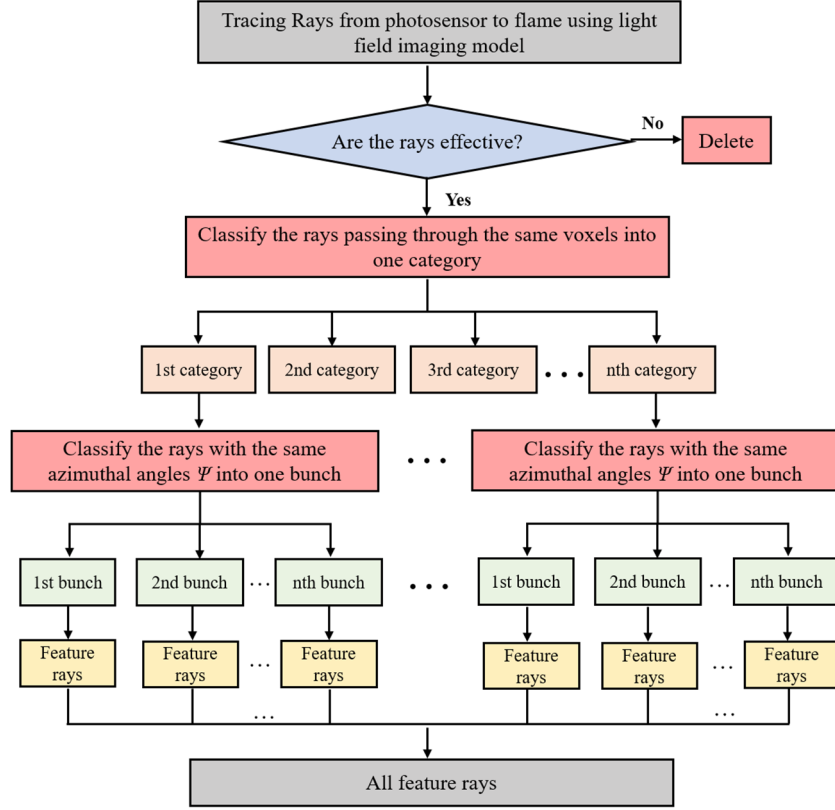 Tracing Rays from photosensor to flame using light
field imaging model
Are the rays effective?
No
Delete
Yes
Classify the rays passing through the same voxels into
one category
1st category
2nd category
3rd category
...
nth category
Classify the rays with the same
azimuthal angles Ψ into one bunch
...
Classify the rays with the same
azimuthal angles Ψ into one bunch
1st bunch
2nd bunch
...
nth bunch
...
1st bunch
2nd bunch
...
nth bunch
Feature
rays
Feature
rays
...
Feature
rays
Feature
rays
Feature
rays
...
Feature
rays
...
...
All feature rays